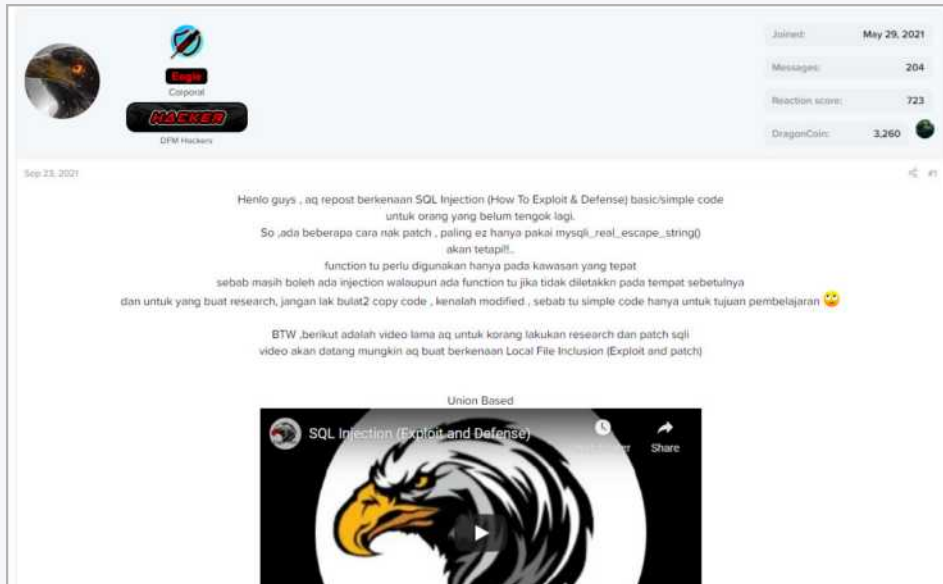 Eagle
Corporal
HACKER
DFM Hackers
Joined: May 29, 2021
Messages: 204
Reaction score: 723
DragonCoin: 3,260
Sep 23, 2021
#1
Henlo guys , aq repost berkenaan SQL Injection (How To Exploit & Defense) basic/simple code
untuk orang yang belum tengok lagi.
So ,ada beberapa cara nak patch , paling ez hanya pakai mysqli_real_escape_string()
akan tetapi!!..
function tu perlu digunakan hanya pada kawasan yang tepat
sebab masih boleh ada injection walaupun ada function tu jika tidak diletakkn pada tempat sebetulnya
dan untuk yang buat research, jangan lak bulat2 copy code , kenalah modified , sebab tu simple code hanya untuk tujuan pembelajaran
BTW ,berikut adalah video lama aq untuk korang lakukan research dan patch sqli
video akan datang mungkin aq buat berkenaan Local File Inclusion (Exploit and patch)
Union Based
SQL Injection (Exploit and Defense)
Share